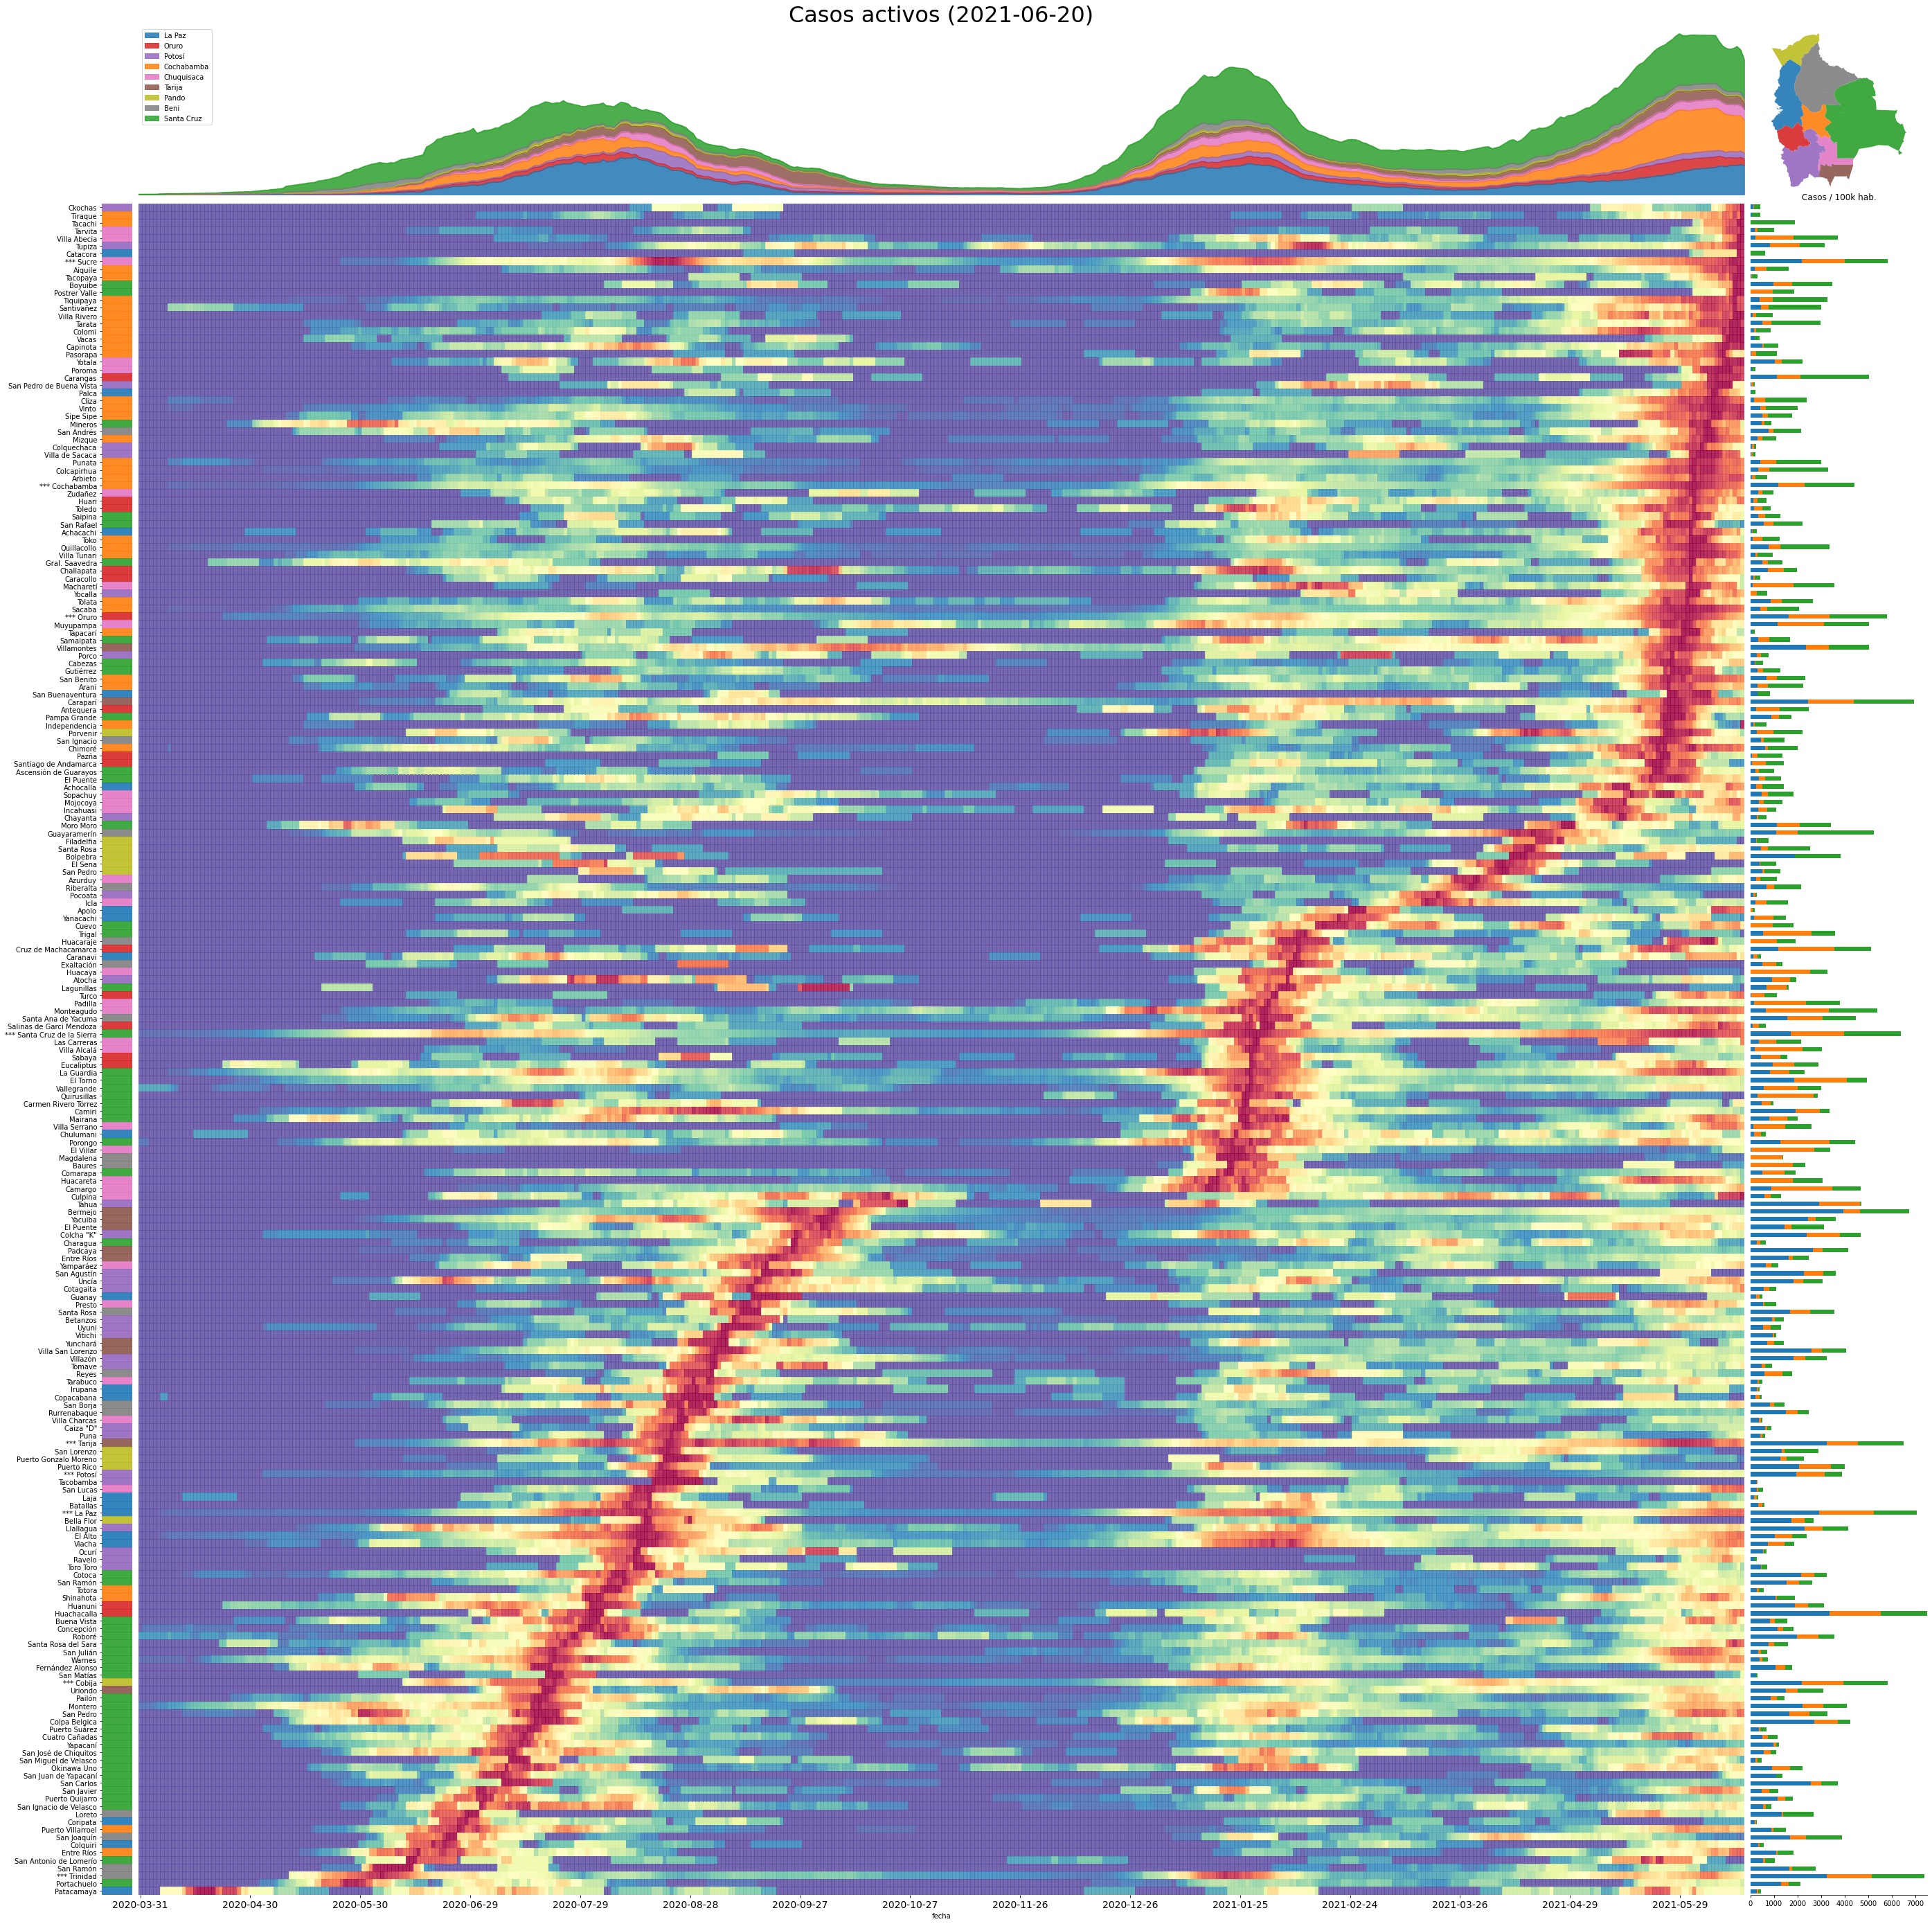 Casos activos (2021-06-20)
La Paz
Oruro
Potosí
Cochabamba
Chuquisaca
Tarija
Pando
Beni
Santa Cruz
Casos / 100k hab.
Ckochas
Tiraque
Tacachi
Tarvita
Villa Abecia
Tupiza
Catacora
*** Sucre
Aiquile
Tacopaya
Boyuibe
Postrer Valle
Tiquipaya
Santivañez
Villa Rivero
Tarata
Colomi
Vacas
Capinota
Pasorapa
Yotala
Poroma
Carangas
San Pedro de Buena Vista
Palca
Cliza
Vinto
Sipe Sipe
Mineros
San Andrés
Mizque
Colquechaca
Villa de Sacaca
Punata
Colcapirhua
Arbieto
*** Cochabamba
Zudañez
Huari
Toledo
Saipina
San Rafael
Achacachi
Toko
Quillacollo
Villa Tunari
Gral. Saavedra
Challapata
Caracollo
Macharetí
Yocalla
Tolata
Sacaba
*** Oruro
Muyupampa
Tapacarí
Samaipata
Villamontes
Porco
Cabezas
Gutiérrez
San Benito
Arani
San Buenaventura
Caraparí
Antequera
Pampa Grande
Independencia
Porvenir
San Ignacio
Chimoré
Pazña
Santiago de Andamarca
Ascensión de Guarayos
El Puente
Achocalla
Sopachuy
Mojocoya
Incahuasi
Chayanta
Moro Moro
Guayaramerín
Filadelfia
Santa Rosa
Bolpebra
El Sena
San Pedro
Azurduy
Riberalta
Pocoata
Icla
Apolo
Yanacachi
Cuevo
Trigal
Huacaraje
Cruz de Machacamarca
Caranavi
Exaltación
Huacaya
Atocha
Lagunillas
Turco
Padilla
Monteagudo
Santa Ana de Yacuma
Salinas de Garci Mendoza
*** Santa Cruz de la Sierra
Las Carreras
Villa Alcalá
Sabaya
Eucaliptus
La Guardia
El Torno
Vallegrande
Quirusillas
Carmen Rivero Tórrez
Camiri
Mairana
Villa Serrano
Chulumani
Porongo
El Villar
Magdalena
Baures
Comarapa
Huacareta
Camargo
Culpina
Tahua
Bermejo
Yacuiba
El Puente
Colcha "K"
Charagua
Padcaya
Entre Ríos
Yamparáez
San Agustín
Uncía
Cotagaita
Guanay
Presto
Santa Rosa
Betanzos
Uyuni
Vitichi
Yunchará
Villa San Lorenzo
Villazón
Tomave
Reyes
Tarabuco
Irupana
Copacabana
San Borja
Rurrenabaque
Villa Charcas
Caiza "D"
Puna
*** Tarija
San Lorenzo
Puerto Gonzalo Moreno
Puerto Rico
*** Potosí
Tacobamba
San Lucas
Laja
Batallas
*** La Paz
Bella Flor
Llallagua
El Alto
Viacha
Ocurí
Ravelo
Toro Toro
Cotoca
San Ramón
Totora
Shinahota
Huanuni
Huachacalla
Buena Vista
Concepción
Roboré
Santa Rosa del Sara
San Julián
Warnes
Fernández Alonso
San Matías
*** Cobija
Uriondo
Pailón
Montero
San Pedro
Colpa Belgica
Puerto Suárez
Cuatro Cañadas
Yapacaní
San José de Chiquitos
San Miguel de Velasco
Okinawa Uno
San Juan de Yapacaní
San Carlos
San Javier
Puerto Quijarro
San Ignacio de Velasco
Loreto
Coripata
Puerto Villarroel
San Joaquín
Colquiri
Entre Ríos
San Antonio de Lomerío
San Ramón
*** Trinidad
Portachuelo
Patacamaya
2020-03-31 2020-04-30 2020-05-30 2020-06-29 2020-07-29 2020-08-28 2020-09-27 2020-10-27 2020-11-26 2020-12-26 2021-01-25 2021-02-24 2021-03-26 2021-04-29 2021-05-29
0 1000 2000 3000 4000 5000 6000 7000
fecha